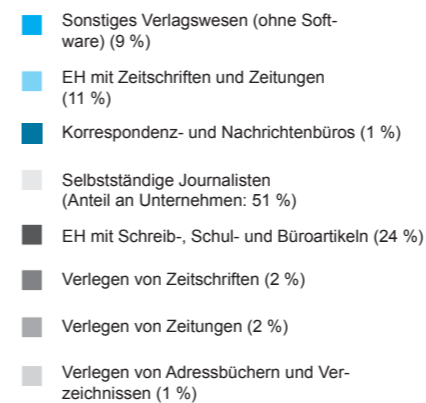 Sonstiges Verlagswesen (ohne Soft-
ware) (9 %)
EH mit Zeitschriften und Zeitungen
(11 %)
Korrespondenz- und Nachrichtenbüros (1 %)
Selbstständige Journalisten
(Anteil an Unternehmen: 51 %)
EH mit Schreib-, Schul- und Büroartikeln (24 %)
Verlegen von Zeitschriften (2 %)
Verlegen von Zeitungen (2 %)
Verlegen von Adressbüchern und Ver-
zeichnissen (1 %)